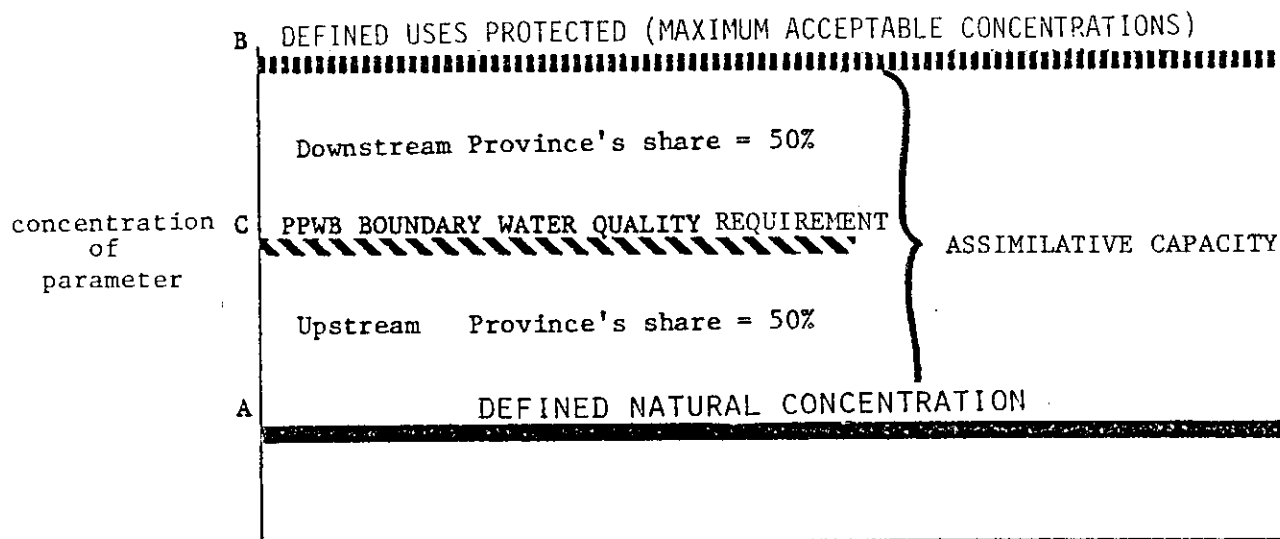 B DEFINED USES PROTECTED (MAXIMUM ACCEPTABLE CONCENTRATIONS)
Downstream Province's share = 50%
concentration
of
parameter
C PPWB BOUNDARY WATER QUALITY REQUIREMENT
ASSIMILATIVE CAPACITY
Upstream Province's share = 50%
A DEFINED NATURAL CONCENTRATION